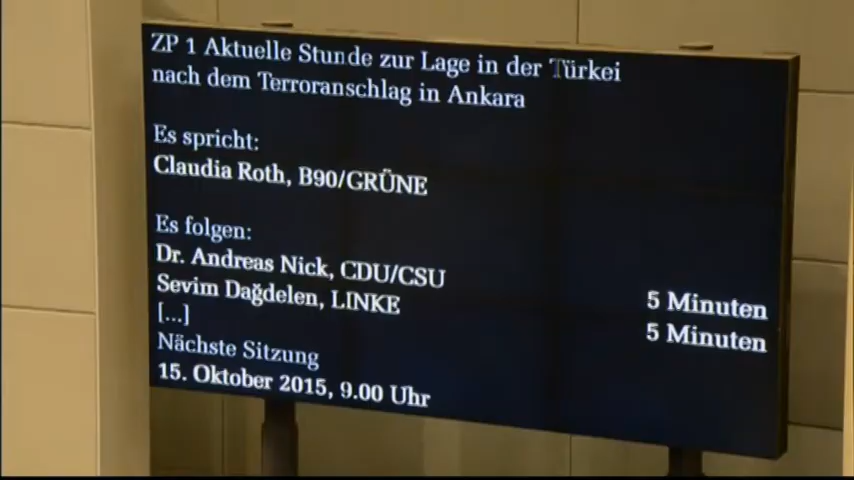 ZP 1 Aktuelle Stunde zur Lage in der Türkei
nach dem Terroranschlag in Ankara
Es spricht:
Claudia Roth, B90/GRÜNE
Es folgen:
Dr. Andreas Nick, CDU/CSU 5 Minuten
Sevim Dağdelen, LINKE 5 Minuten
[...]
Nächste Sitzung
15. Oktober 2015, 9.00 Uhr